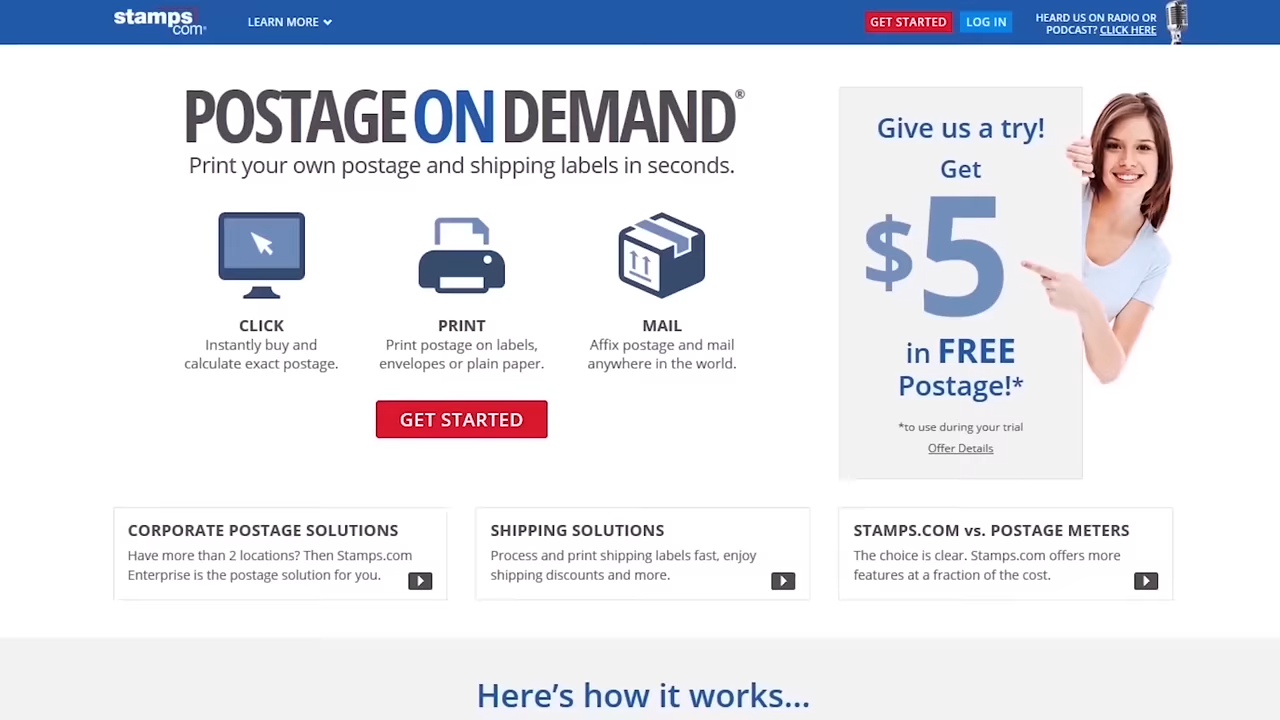 stamps
.com®
LEARN MORE
GET STARTED
LOG IN
HEARD US ON RADIO OR
PODCAST? CLICK HERE
POSTAGE ON DEMAND®
Print your own postage and shipping labels in seconds.
CLICK
Instantly buy and
calculate exact postage.
PRINT
Print postage on labels,
envelopes or plain paper.
MAIL
Affix postage and mail
anywhere in the world.
GET STARTED
Give us a try!
Get
$5
in FREE
Postage!*
*to use during your trial
Offer Details
CORPORATE POSTAGE SOLUTIONS
Have more than 2 locations? Then Stamps.com
Enterprise is the postage solution for you.
SHIPPING SOLUTIONS
Process and print shipping labels fast, enjoy
shipping discounts and more.
STAMPS.COM vs. POSTAGE METERS
The choice is clear. Stamps.com offers more
features at a fraction of the cost.
Here's how it works...